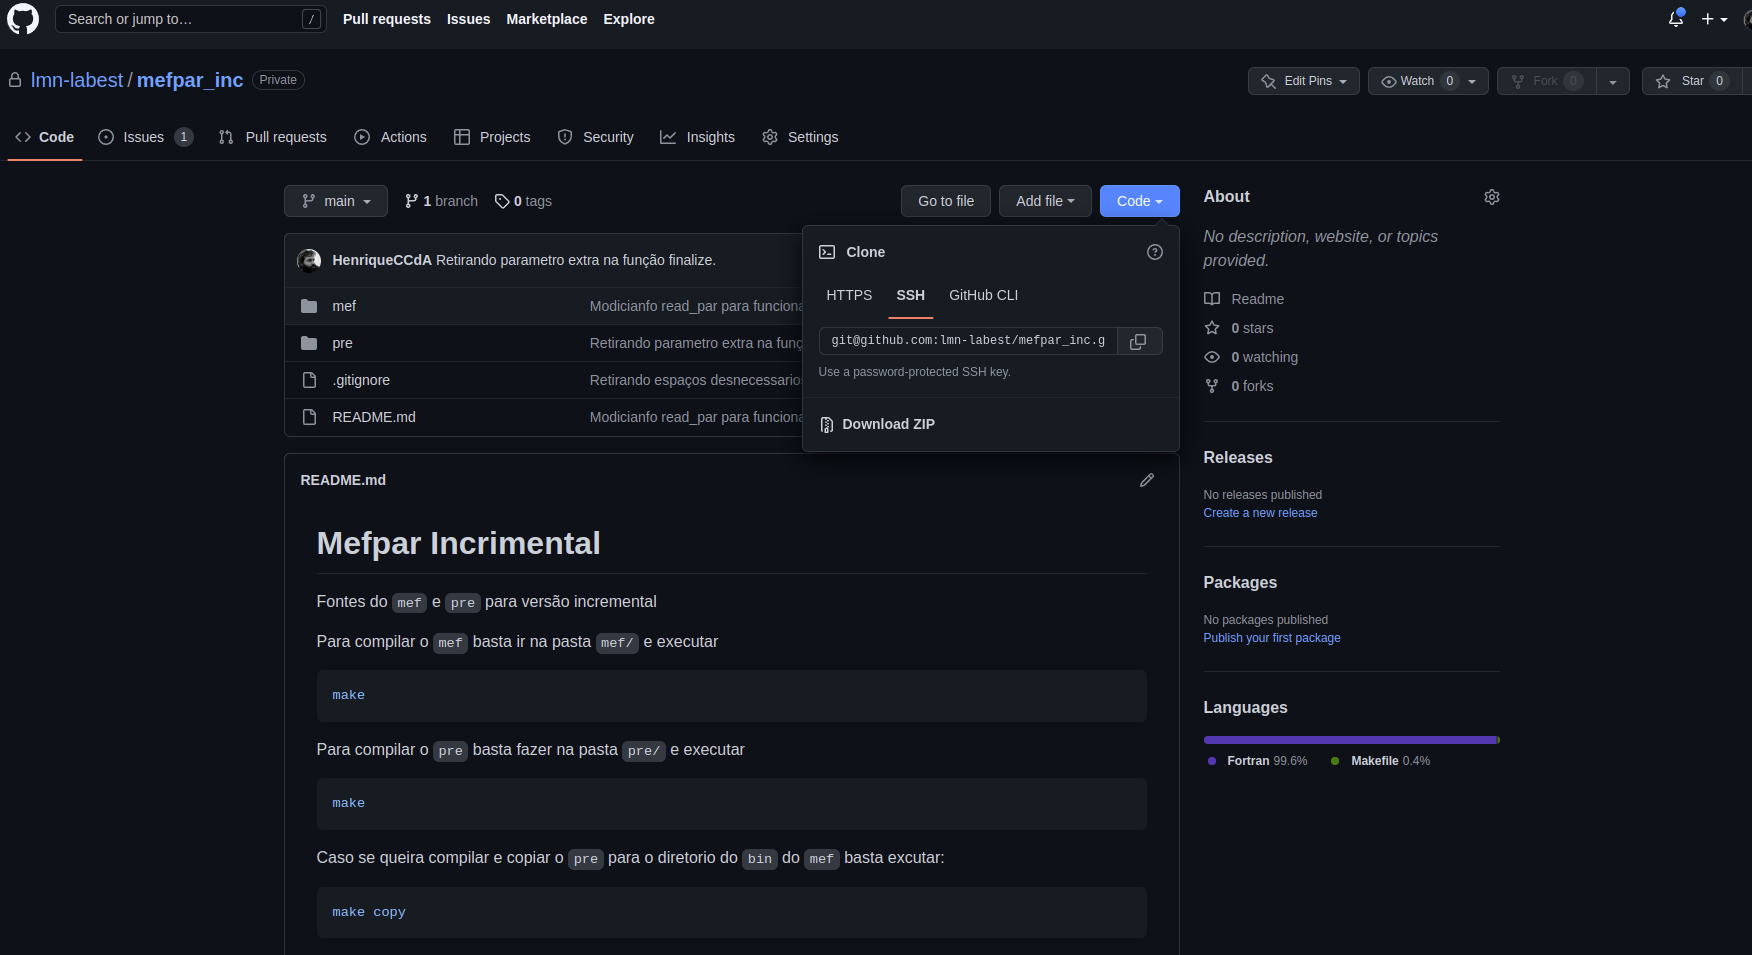 Search or jump to…
/
Pull requests
Issues
Marketplace
Explore
lmn-labest / mefpar_inc
Private
Edit Pins
Watch 0
Fork 0
Star 0
Code
Issues 1
Pull requests
Actions
Projects
Security
Insights
Settings
main
1 branch
0 tags
Go to file
Add file
Code
HenriqueCCdA Retirando parametro extra na função finalize.
mef
Modicianfo read_par para funciona
pre
Retirando parametro extra na funç
.gitignore
Retirando espaços desnecessarios
README.md
Modicianfo read_par para funciona
Clone
HTTPS
SSH
GitHub CLI
git@github.com:lmn-labest/mefpar_inc.g
Use a password-protected SSH key.
Download ZIP
README.md
Mefpar Incrimental
Fontes do mef e pre para versão incremental
Para compilar o mef basta ir na pasta mef/ e executar
make
Para compilar o pre basta fazer na pasta pre/ e executar
make
Caso se queira compilar e copiar o pre para o diretorio do bin do mef basta excutar:
make copy
About
No description, website, or topics
provided.
Readme
0 stars
0 watching
0 forks
Releases
No releases published
Create a new release
Packages
No packages published
Publish your first package
Languages
Fortran 99.6%
Makefile 0.4%